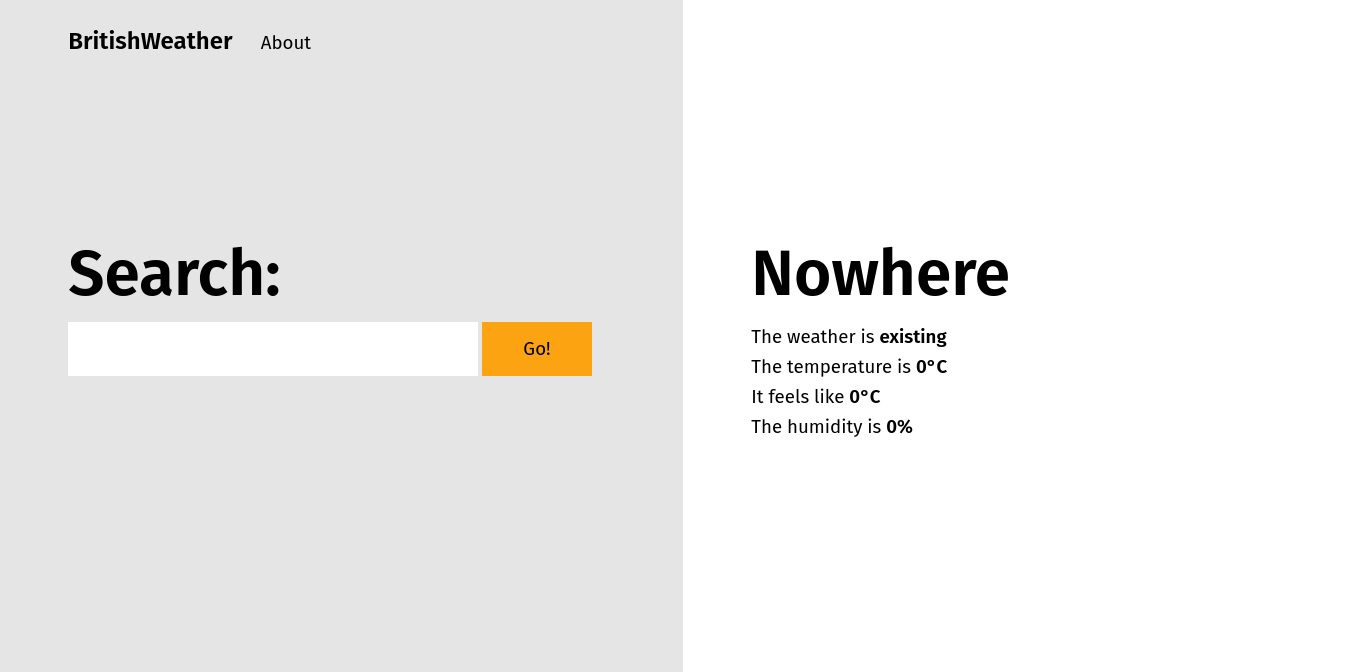 BritishWeather About
Search:
Go!
Nowhere
The weather is existing
The temperature is 0°C
It feels like 0°C
The humidity is 0%